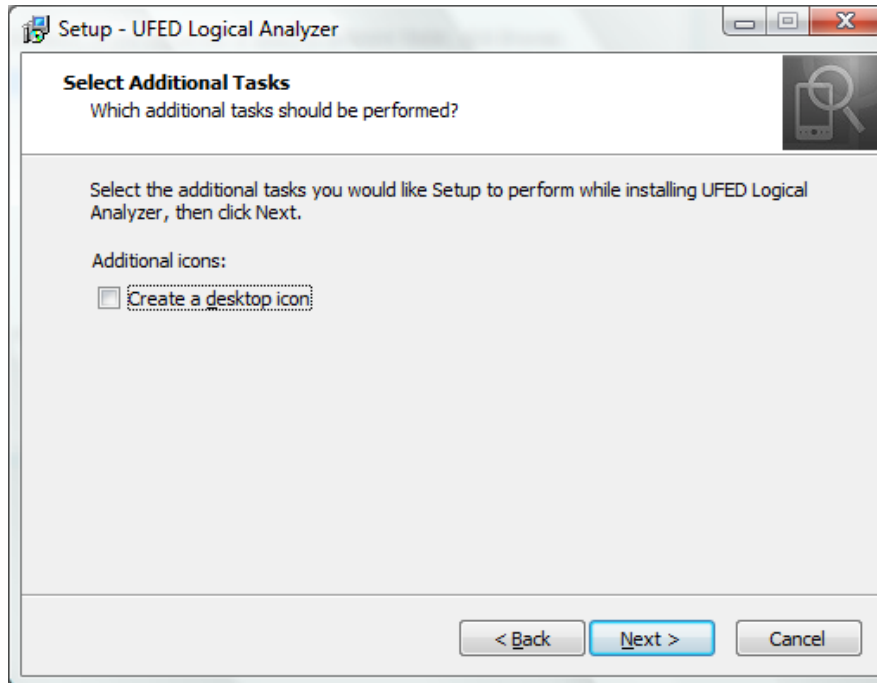 Setup - UFED Logical Analyzer
Select Additional Tasks
Which additional tasks should be performed?
Select the additional tasks you would like Setup to perform while installing UFED Logical
Analyzer, then click Next.
Additional icons:
Create a desktop icon
< Back Next > Cancel